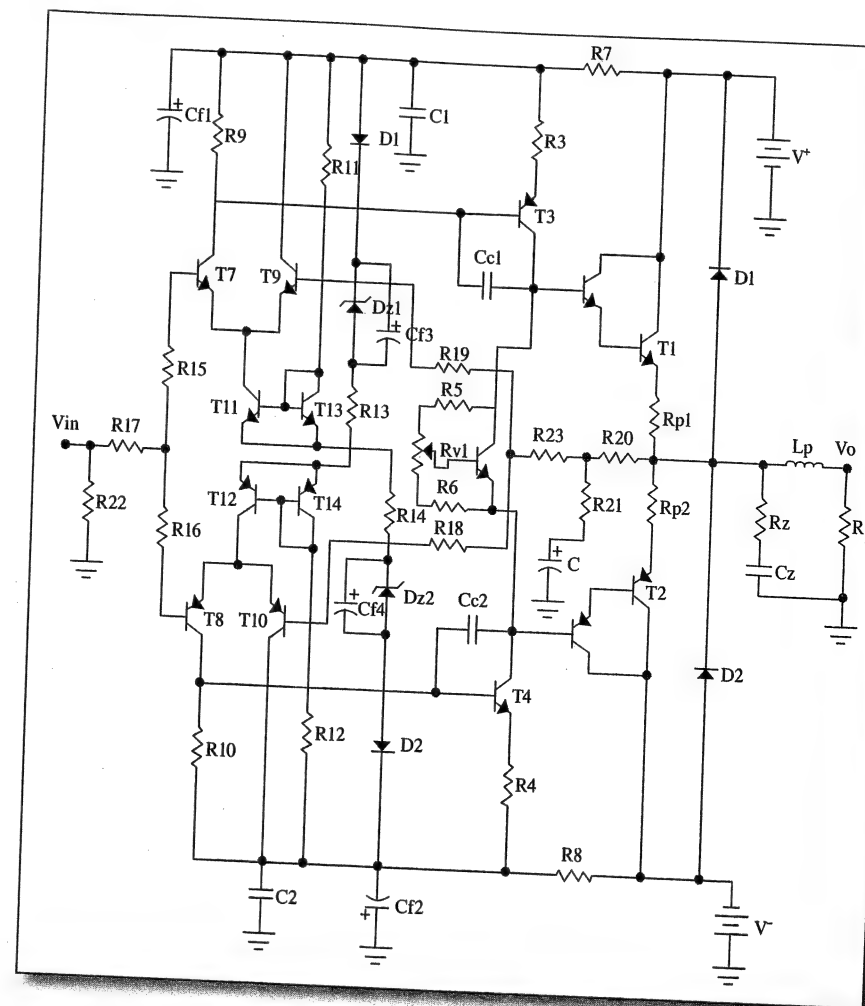 R7
Cf1
R9
D1
C1
R11
R3
V+
T3
Cc1
T7
T9
Dz1
D1
Cf3
T1
R19
R15
R5
T11
T13
R13
Rp1
Vin
R17
Rv1
R23
R20
Lp
Vo
R22
T12
T14
R6
R16
R14
R18
R21
Rp2
Rz
R
C
Cz
T2
T8
T10
Cf4
Dz2
Cc2
T4
D2
R10
R12
D2
R4
R8
C2
Cf2
V-